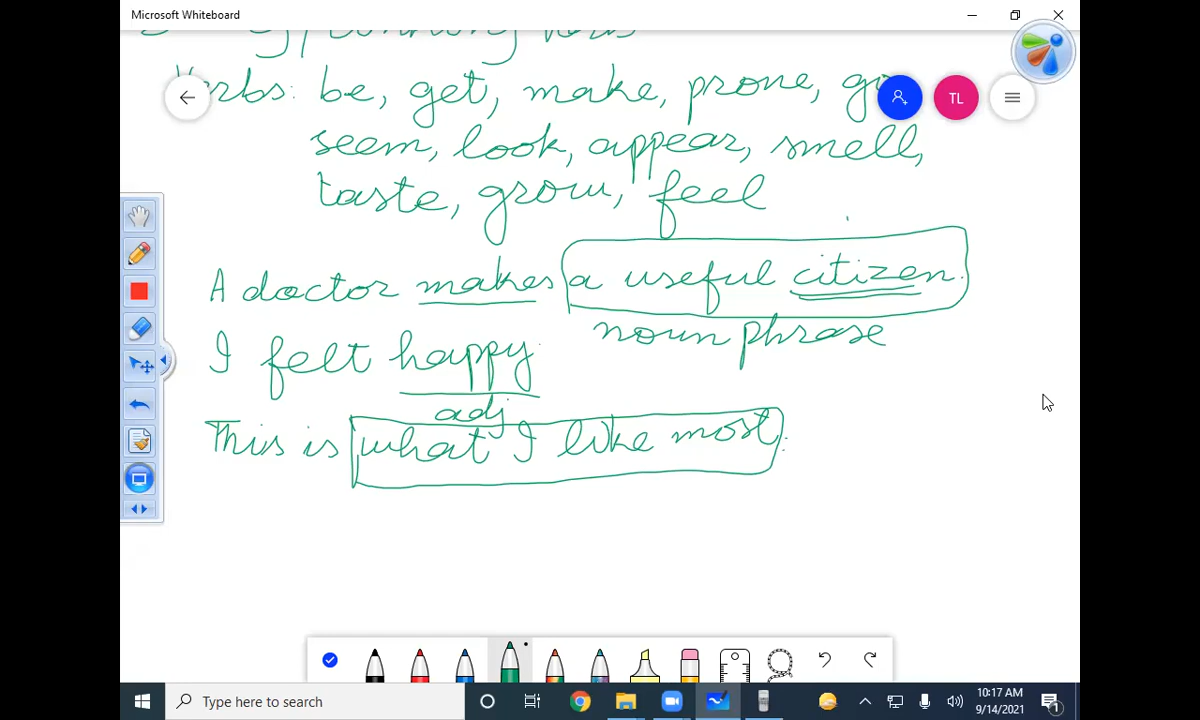 Microsoft Whiteboard
Verbs: be, get, make, prone, go
TL
seem, look, appear, smell,
taste, grow, feel
A doctor makes a useful citizen.
noun phrase
I felt happy.
adj
This is what I like most.
Type here to search
10:17 AM
9/14/2021